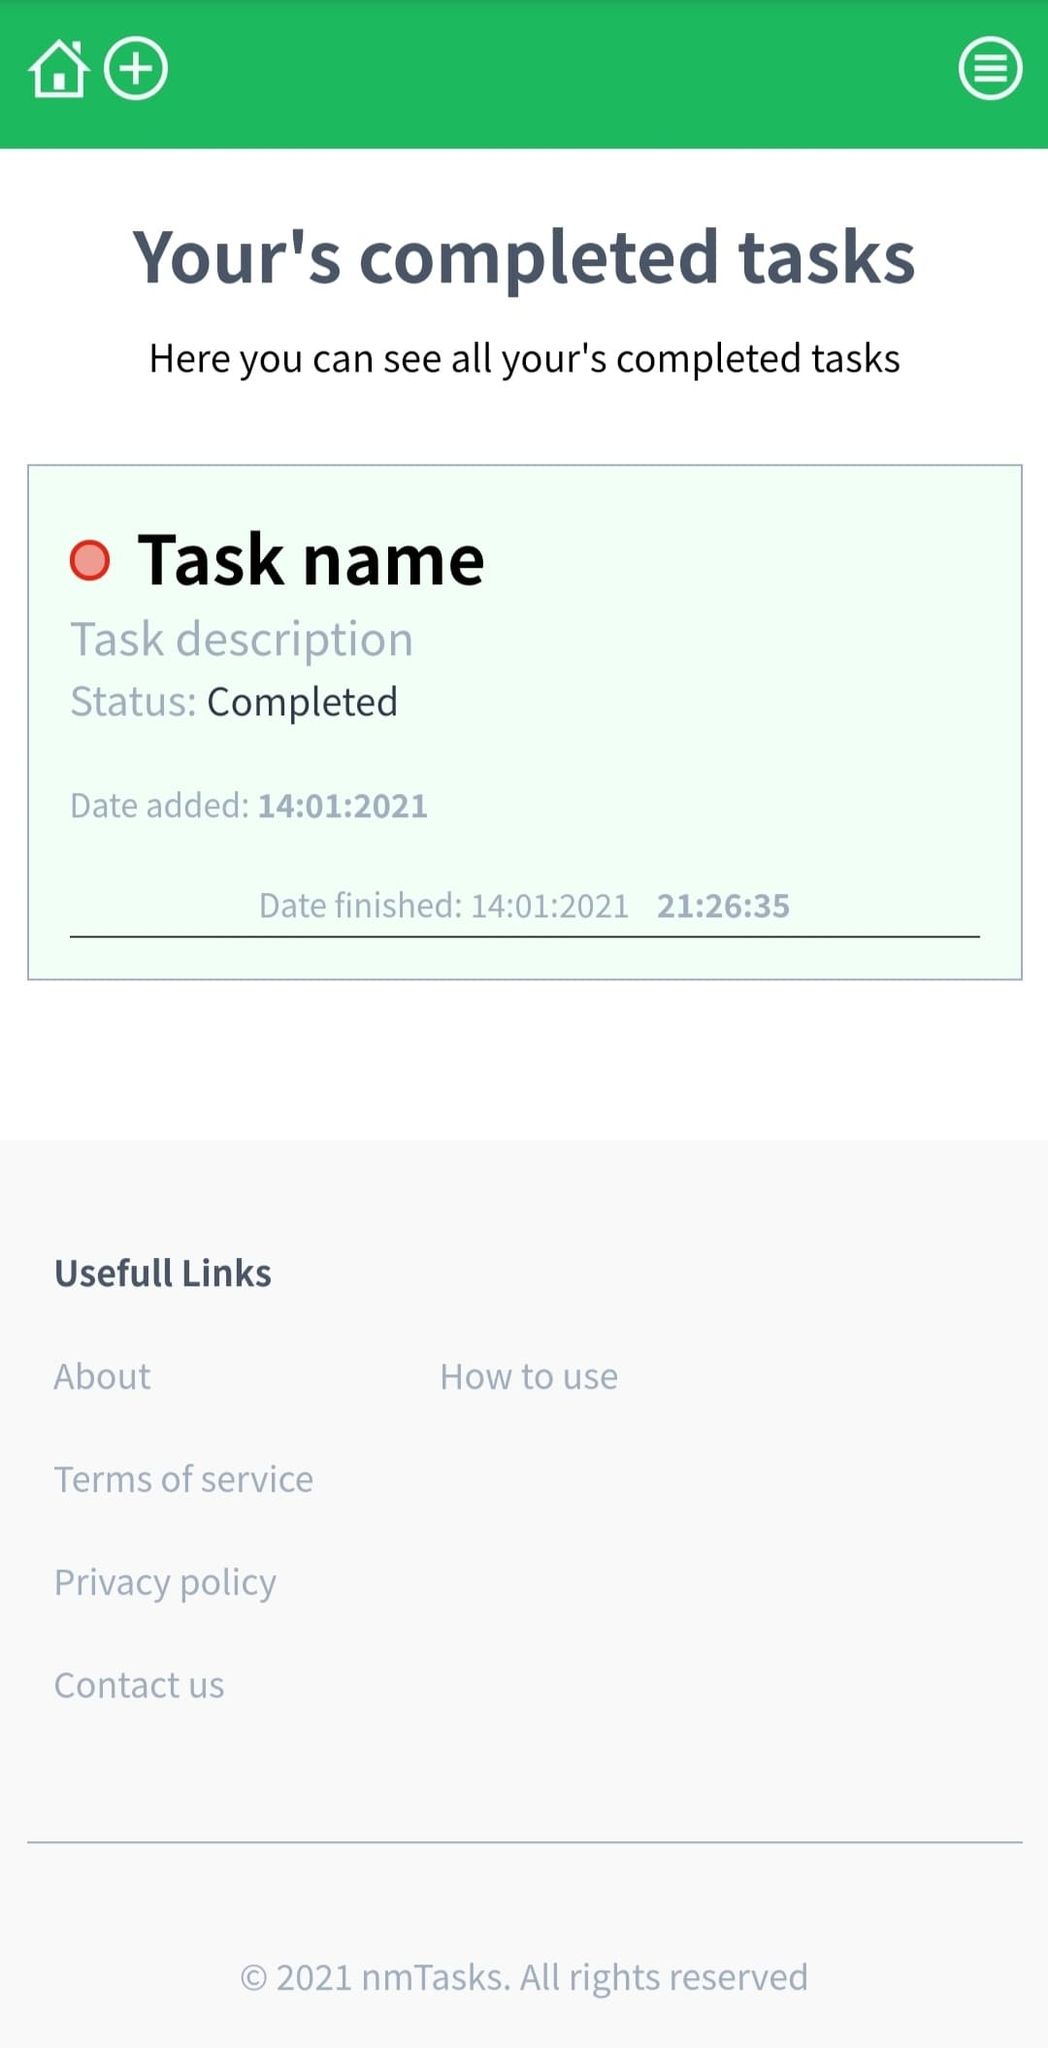 Your's completed tasks
Here you can see all your's completed tasks
Task name
Task description
Status: Completed
Date added: 14:01:2021
Date finished: 14:01:2021 21:26:35
Usefull Links
About How to use
Terms of service
Privacy policy
Contact us
© 2021 nmTasks. All rights reserved